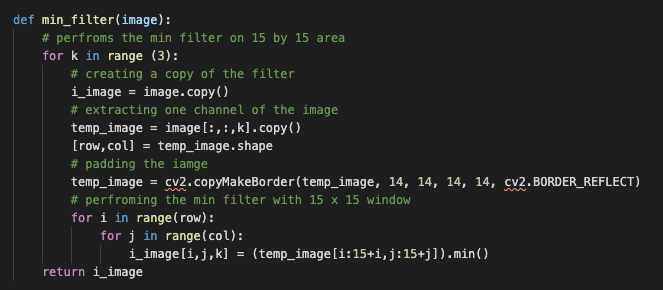 def min_filter(image):
    # perfroms the min filter on 15 by 15 area
    for k in range (3):
        # creating a copy of the filter
        i_image = image.copy()
        # extracting one channel of the image
        temp_image = image[:,:,k].copy()
        [row,col] = temp_image.shape
        # padding the iamge
        temp_image = cv2.copyMakeBorder(temp_image, 14, 14, 14, 14, cv2.BORDER_REFLECT)
        # perfroming the min filter with 15 x 15 window
        for i in range(row):
            for j in range(col):
                i_image[i,j,k] = (temp_image[i:15+i,j:15+j]).min()
    return i_image